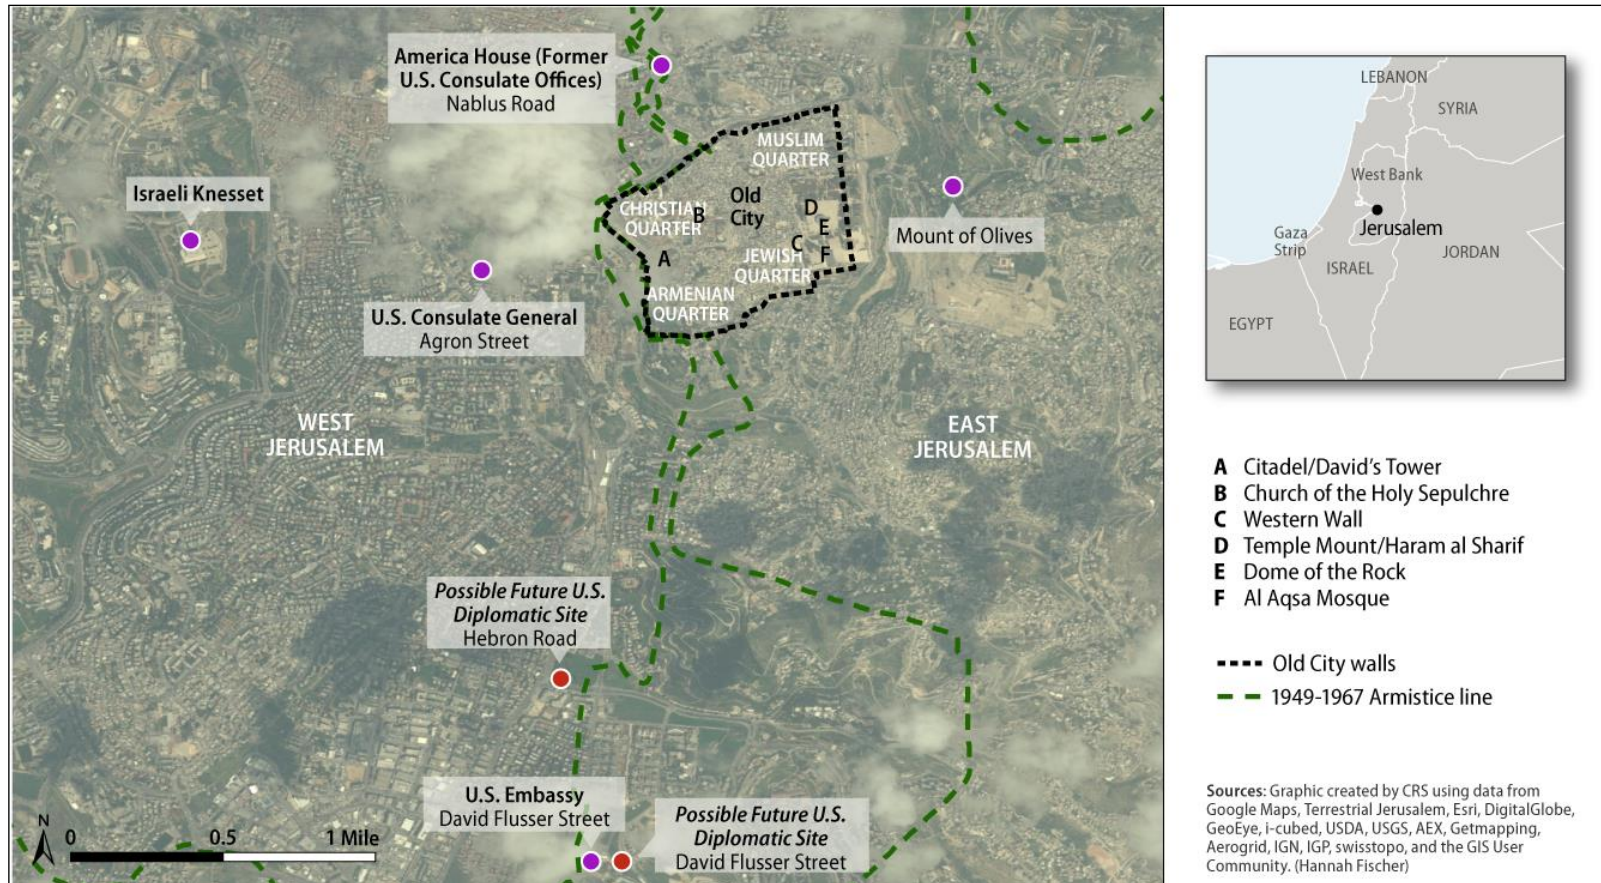 America House (Former
U.S. Consulate Offices)
Nablus Road
MUSLIM
QUARTER
Israeli Knesset
CHRISTIAN
QUARTER
B
Old
City
D
E
C
F
A
JEWISH
QUARTER
ARMENIAN
QUARTER
Mount of Olives
U.S. Consulate General
Agron Street
WEST
JERUSALEM
EAST
JERUSALEM
Possible Future U.S.
Diplomatic Site
Hebron Road
U.S. Embassy
David Flusser Street
Possible Future U.S.
Diplomatic Site
David Flusser Street
N
0 0.5 1 Mile
LEBANON
SYRIA
West Bank
Jerusalem
Gaza
Strip
ISRAEL
JORDAN
EGYPT
A Citadel/David's Tower
B Church of the Holy Sepulchre
C Western Wall
D Temple Mount/Haram al Sharif
E Dome of the Rock
F Al Aqsa Mosque
Old City walls
1949-1967 Armistice line
Sources: Graphic created by CRS using data from
Google Maps, Terrestrial Jerusalem, Esri, DigitalGlobe,
GeoEye, i-cubed, USDA, USGS, AEX, Getmapping,
Aerogrid, IGN, IGP, swisstopo, and the GIS User
Community. (Hannah Fischer)